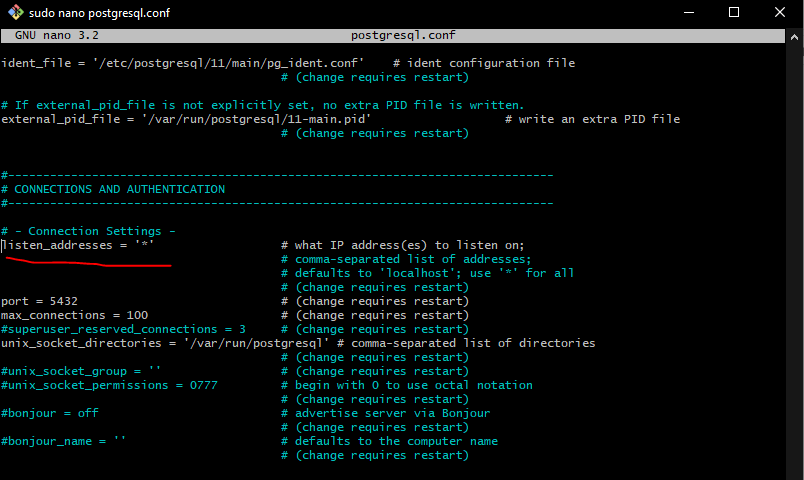 sudo nano postgresql.conf
GNU nano 3.2 postgresql.conf
ident_file = '/etc/postgresql/11/main/pg_ident.conf' # ident configuration file
# (change requires restart)
# If external_pid_file is not explicitly set, no extra PID file is written.
external_pid_file = '/var/run/postgresql/11-main.pid' # write an extra PID file
# (change requires restart)
#------------------------------------------------------------------------------
# CONNECTIONS AND AUTHENTICATION
#------------------------------------------------------------------------------
# - Connection Settings -
listen_addresses = '*' # what IP address(es) to listen on;
# comma-separated list of addresses;
# defaults to 'localhost'; use '*' for all
# (change requires restart)
port = 5432 # (change requires restart)
max_connections = 100 # (change requires restart)
#superuser_reserved_connections = 3 # (change requires restart)
unix_socket_directories = '/var/run/postgresql' # comma-separated list of directories
# (change requires restart)
#unix_socket_group = '' # (change requires restart)
#unix_socket_permissions = 0777 # begin with 0 to use octal notation
# (change requires restart)
#bonjour = off # advertise server via Bonjour
# (change requires restart)
#bonjour_name = '' # defaults to the computer name
# (change requires restart)